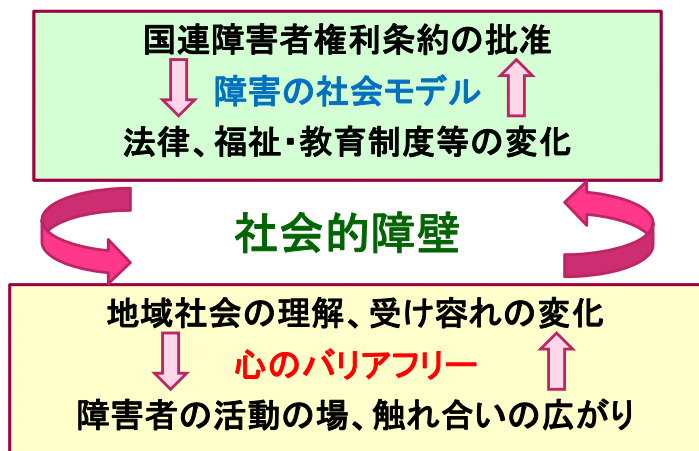 国連障害者権利条約の批准
障害の社会モデル
法律、福祉・教育制度等の変化
社会的障壁
地域社会の理解、受け容れの変化
心のバリアフリー
障害者の活動の場、触れ合いの広がり